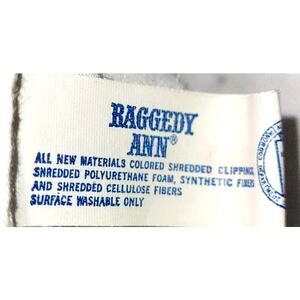 RAGGEDY
ANN®
ALL NEW MATERIALS COLORED SHREDDED CLIPPING
SHREDDED POLYURETHANE FOAM, SYNTHETIC FIBERS
AND SHREDDED CELLULOSE FIBERS
SURFACE WASHABLE ONLY